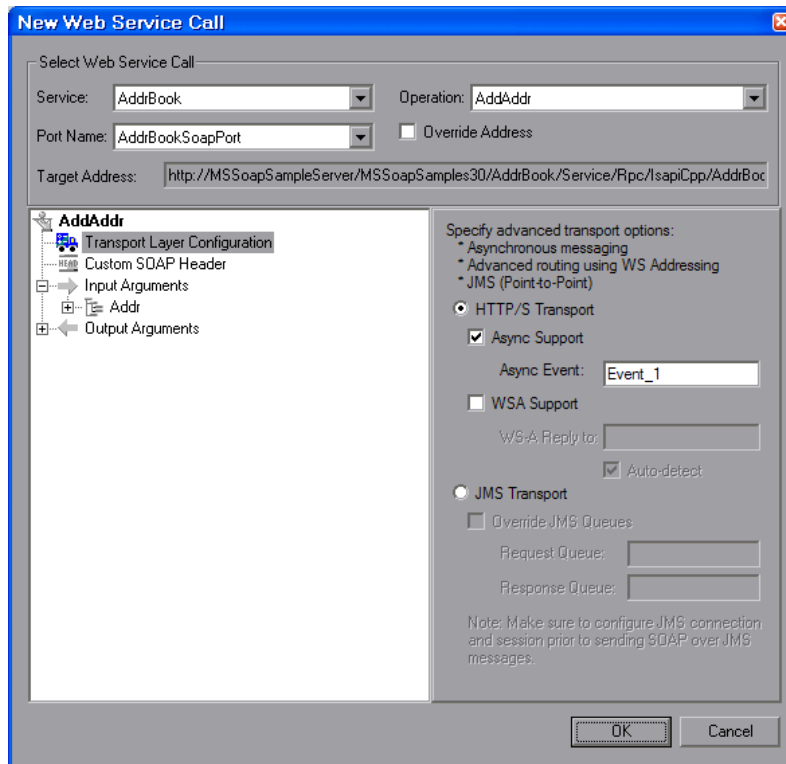 New Web Service Call
Select Web Service Call
Service: AddrBook
Operation: AddAddr
Port Name: AddrBookSoapPort
Override Address
Target Address: http://MSSoapSampleServer/MSSoapSamples30/AddrBook/Service/Rpc/IsapiCpp/AddrBoc
AddAddr
Transport Layer Configuration
HEAD Custom SOAP Header
Input Arguments
Addr
Output Arguments
Specify advanced transport options:
* Asynchronous messaging
* Advanced routing using WS Addressing
* JMS (Point-to-Point)
HTTP/S Transport
Async Support
Async Event: Event_1
WSA Support
WS-A Reply to:
Auto-detect
JMS Transport
Override JMS Queues
Request Queue:
Response Queue:
Note: Make sure to configure JMS connection
and session prior to sending SOAP over JMS
messages.
OK
Cancel